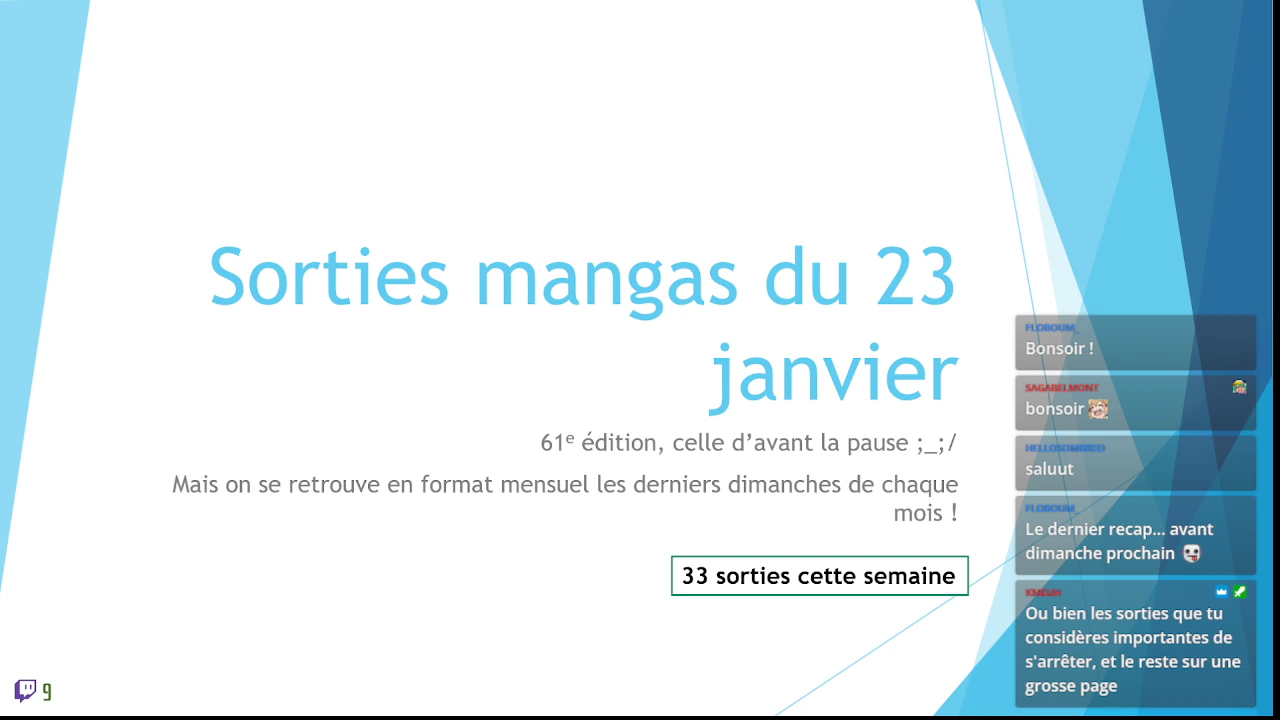 Sorties mangas du 23
janvier
61e édition, celle d’avant la pause ;_;/
Mais on se retrouve en format mensuel les derniers dimanches de chaque
mois !
33 sorties cette semaine
FLOBOUM_
Bonsoir !
SAGABELMONT
bonsoir
saluut
FLOBOUM_
Le dernier recap... avant
dimanche prochain
Ou bien les sorties que tu
considères importantes de
s'arrêter, et le reste sur une
grosse page
9